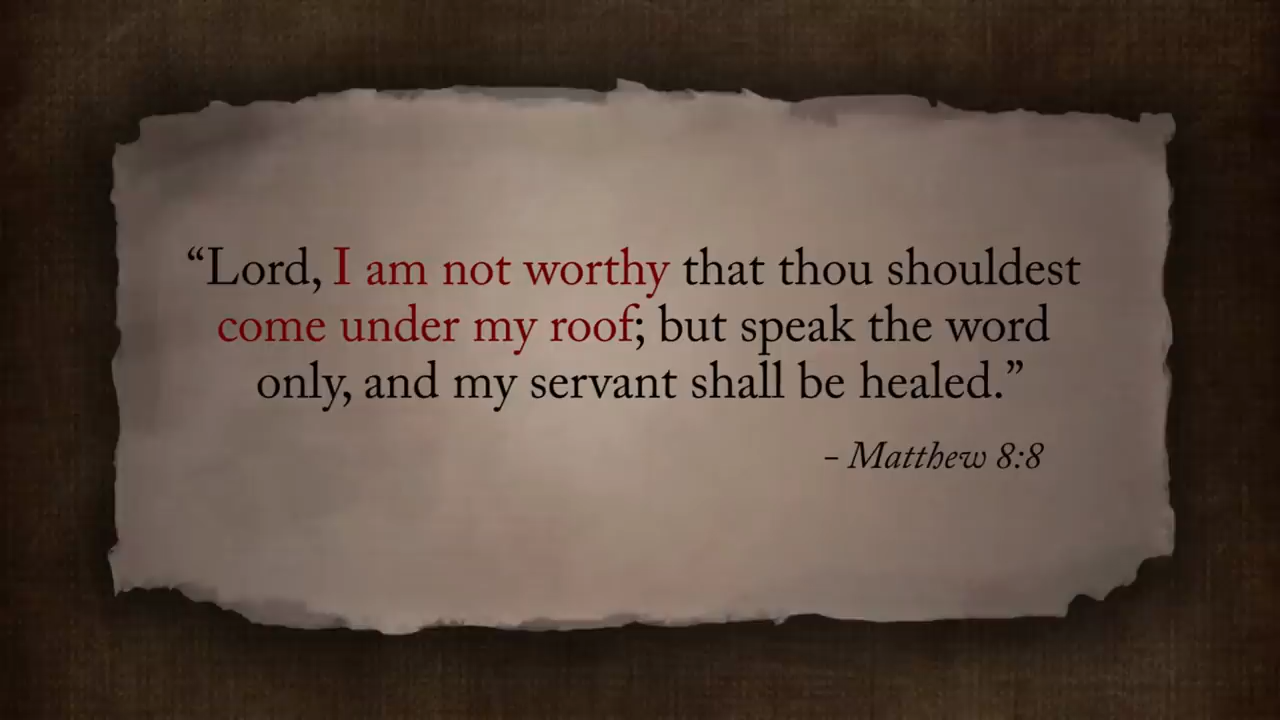 “Lord, I am not worthy that thou shouldest
come under my roof; but speak the word
only, and my servant shall be healed.”
– Matthew 8:8